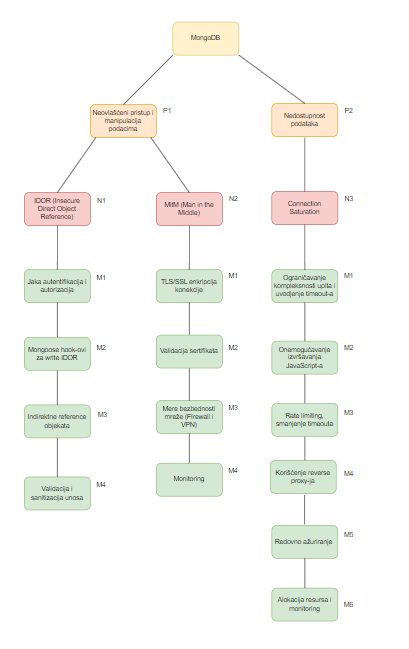 MongoDB
Neovlašćeni pristup i
manipulacija
podacima
P1
Nedostupnost
podataka
P2
IDOR (Insecure
Direct Object
Reference)
N1
MitM (Man in the
Middle)
N2
Connection
Saturation
N3
Jaka autentifikacija i
autorizacija
M1
TLS/SSL enkripcija
konekcije
M1
Ograničavanje
kompleksnosti upita i
uvodjenje timeout-a
M1
Mongoose hook-ovi
za write IDOR
M2
Validacija sertifikata
M2
Onemogućavanje
izvršavanja
JavaScript-a
M2
Indirektne reference
objekata
M3
Mere bezbednosti
mreže (Firewall i
VPN)
M3
Rate limiting,
smanjenje timeouta
M3
Validacija i
sanitizacija unosa
M4
Monitoring
M4
Korišćenje reverse
proxy-ja
M4
Redovno ažuriranje
M5
Alokacija resursa i
monitoring
M6